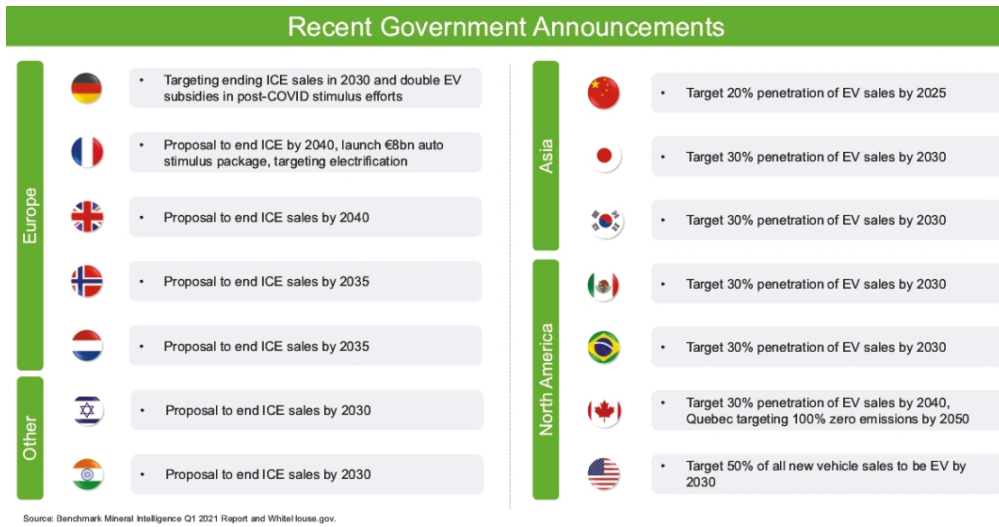 Recent Government Announcements
Europe
• Targeting ending ICE sales in 2030 and double EV
subsidies in post-COVID stimulus efforts
• Proposal to end ICE by 2040, launch €8bn auto
stimulus package, targeting electrification
• Proposal to end ICE sales by 2040
• Proposal to end ICE sales by 2035
• Proposal to end ICE sales by 2035
Other
• Proposal to end ICE sales by 2030
• Proposal to end ICE sales by 2030
Asia
• Target 20% penetration of EV sales by 2025
• Target 30% penetration of EV sales by 2030
• Target 30% penetration of EV sales by 2030
North America
• Target 30% penetration of EV sales by 2030
• Target 30% penetration of EV sales by 2030
• Target 30% penetration of EV sales by 2040,
Quebec targeting 100% zero emissions by 2050
• Target 50% of all new vehicle sales to be EV by
2030
Source: Benchmark Mineral Intelligence Q1 2021 Report and WhiteHouse.gov.